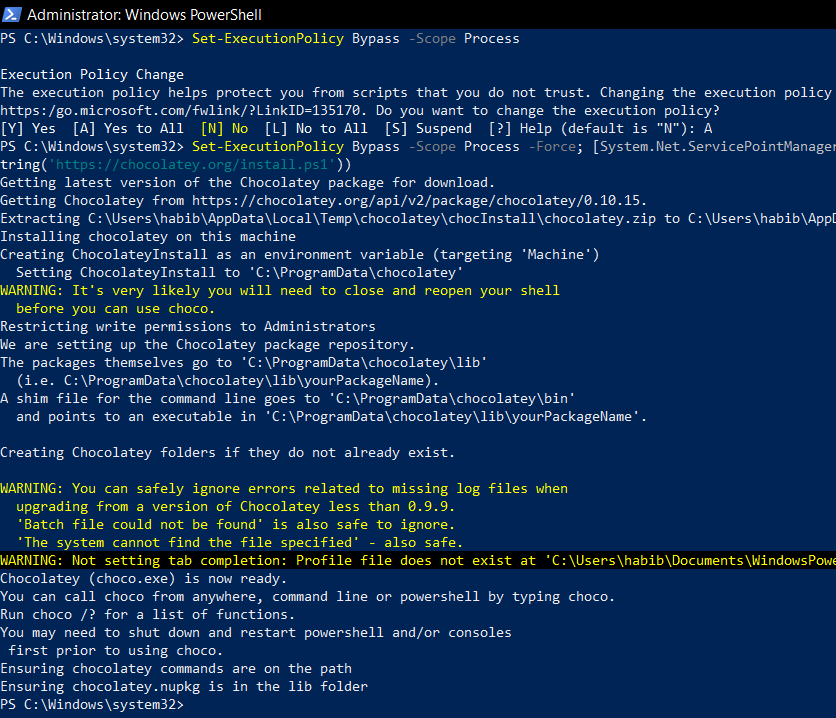 Administrator: Windows PowerShell
PS C:\Windows\system32> Set-ExecutionPolicy Bypass -Scope Process
Execution Policy Change
The execution policy helps protect you from scripts that you do not trust. Changing the execution policy
https:/go.microsoft.com/fwlink/?LinkID=135170. Do you want to change the execution policy?
[Y] Yes  [A] Yes to All  [N] No  [L] No to All  [S] Suspend  [?] Help (default is "N"): A
PS C:\Windows\system32> Set-ExecutionPolicy Bypass -Scope Process -Force; [System.Net.ServicePointManager
tring('https://chocolatey.org/install.ps1'))
Getting latest version of the Chocolatey package for download.
Getting Chocolatey from https://chocolatey.org/api/v2/package/chocolatey/0.10.15.
Extracting C:\Users\habib\AppData\Local\Temp\chocolatey\chocInstall\chocolatey.zip to C:\Users\habib\AppD
Installing chocolatey on this machine
Creating ChocolateyInstall as an environment variable (targeting 'Machine')
  Setting ChocolateyInstall to 'C:\ProgramData\chocolatey'
WARNING: It's very likely you will need to close and reopen your shell
  before you can use choco.
Restricting write permissions to Administrators
We are setting up the Chocolatey package repository.
The packages themselves go to 'C:\ProgramData\chocolatey\lib'
  (i.e. C:\ProgramData\chocolatey\lib\yourPackageName).
A shim file for the command line goes to 'C:\ProgramData\chocolatey\bin'
  and points to an executable in 'C:\ProgramData\chocolatey\lib\yourPackageName'.
Creating Chocolatey folders if they do not already exist.
WARNING: You can safely ignore errors related to missing log files when
  upgrading from a version of Chocolatey less than 0.9.9.
  'Batch file could not be found' is also safe to ignore.
  'The system cannot find the file specified' - also safe.
WARNING: Not setting tab completion: Profile file does not exist at 'C:\Users\habib\Documents\WindowsPowe
Chocolatey (choco.exe) is now ready.
You can call choco from anywhere, command line or powershell by typing choco.
Run choco /? for a list of functions.
You may need to shut down and restart powershell and/or consoles
 first prior to using choco.
Ensuring chocolatey commands are on the path
Ensuring chocolatey.nupkg is in the lib folder
PS C:\Windows\system32>